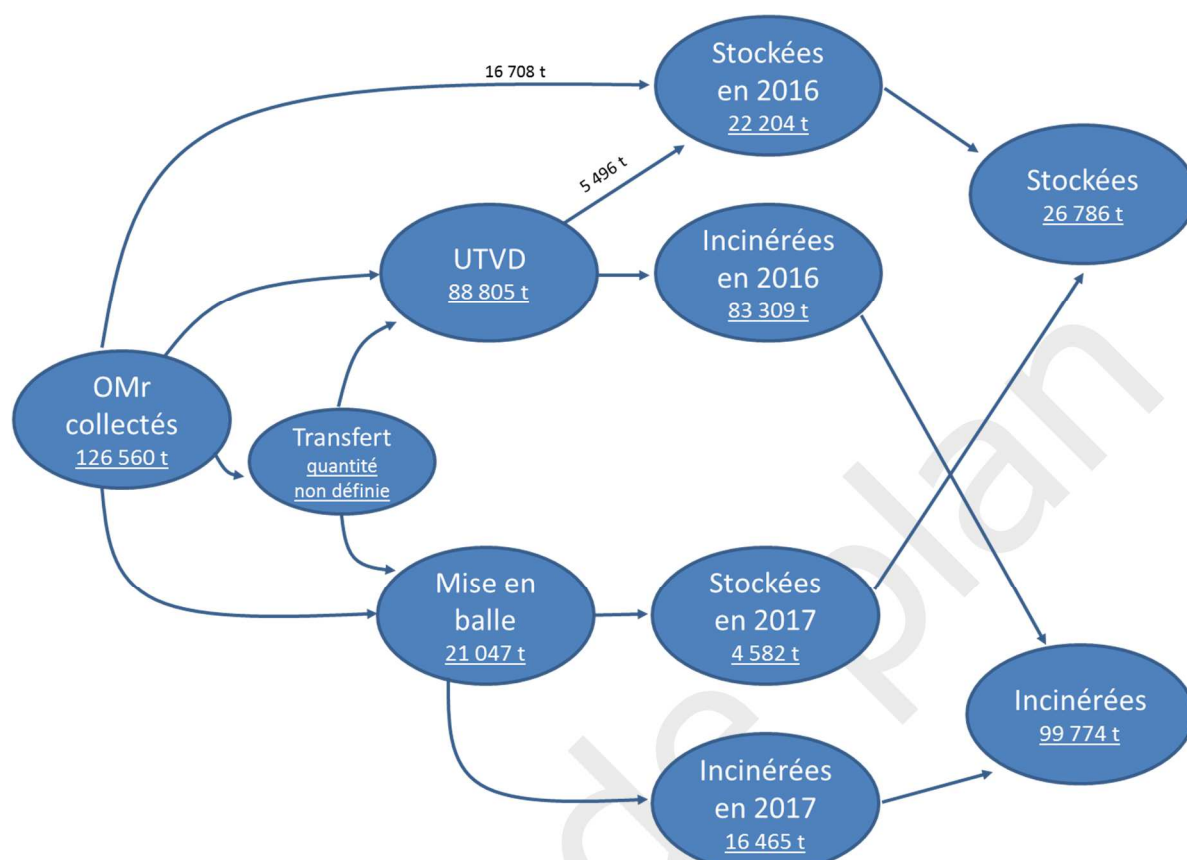 16 708 t
Stockées
en 2016
22 204 t
5 496 t
Stockées
26 786 t
UTVD
88 805 t
Incinérées
en 2016
83 309 t
OMr
collectés
126 560 t
Transfert
quantité
non définie
Mise en
balle
21 047 t
Stockées
en 2017
4 582 t
Incinérées
99 774 t
Incinérées
en 2017
16 465 t
de plan